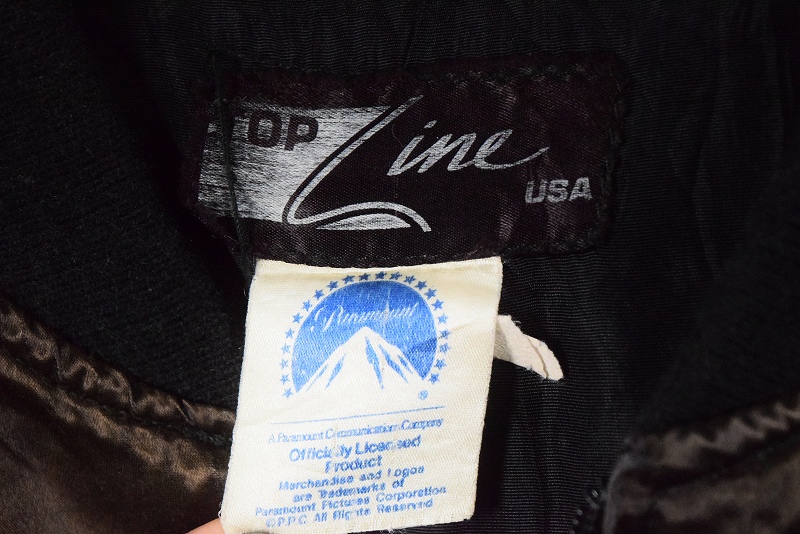 TOP Line
USA
Paramount
®
A Paramount Communications Company
Officially Licensed
Product
Merchandise and Logos
are Trademarks of
Paramount Pictures Corporation
© P.P.C. All Rights Reserved